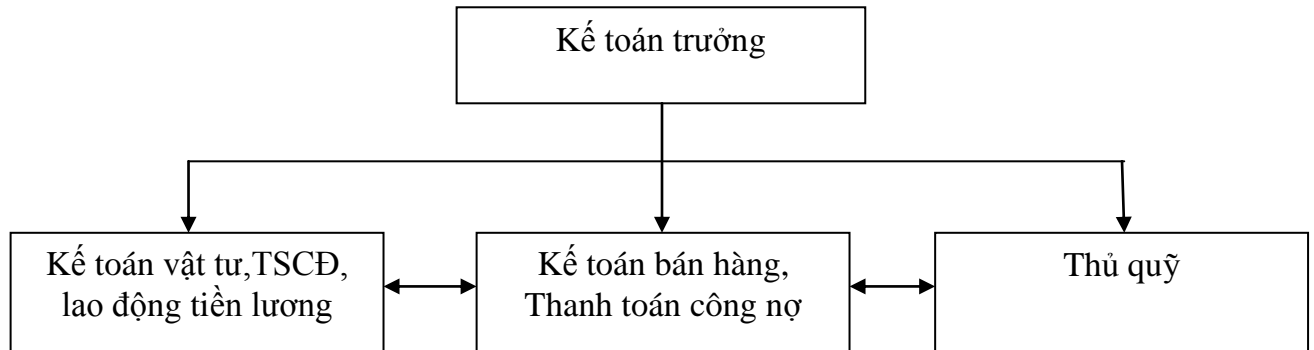 Kế toán trưởng
Kế toán vật tư,TSCĐ,
lao động tiền lương
Kế toán bán hàng,
Thanh toán công nợ
Thủ quỹ